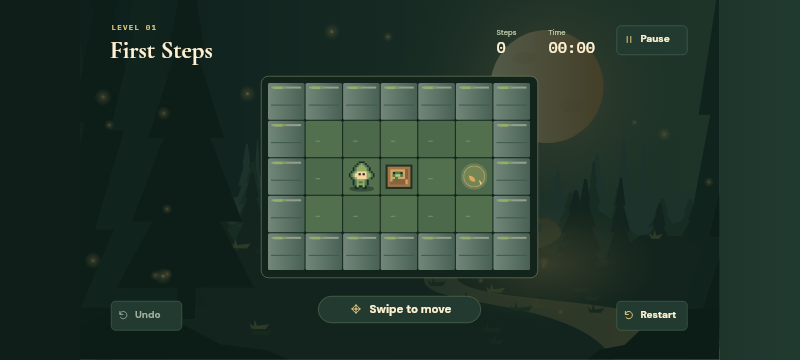 LEVEL 01
First Steps
Steps
0
Time
00:00
Pause
Undo
Swipe to move
Restart